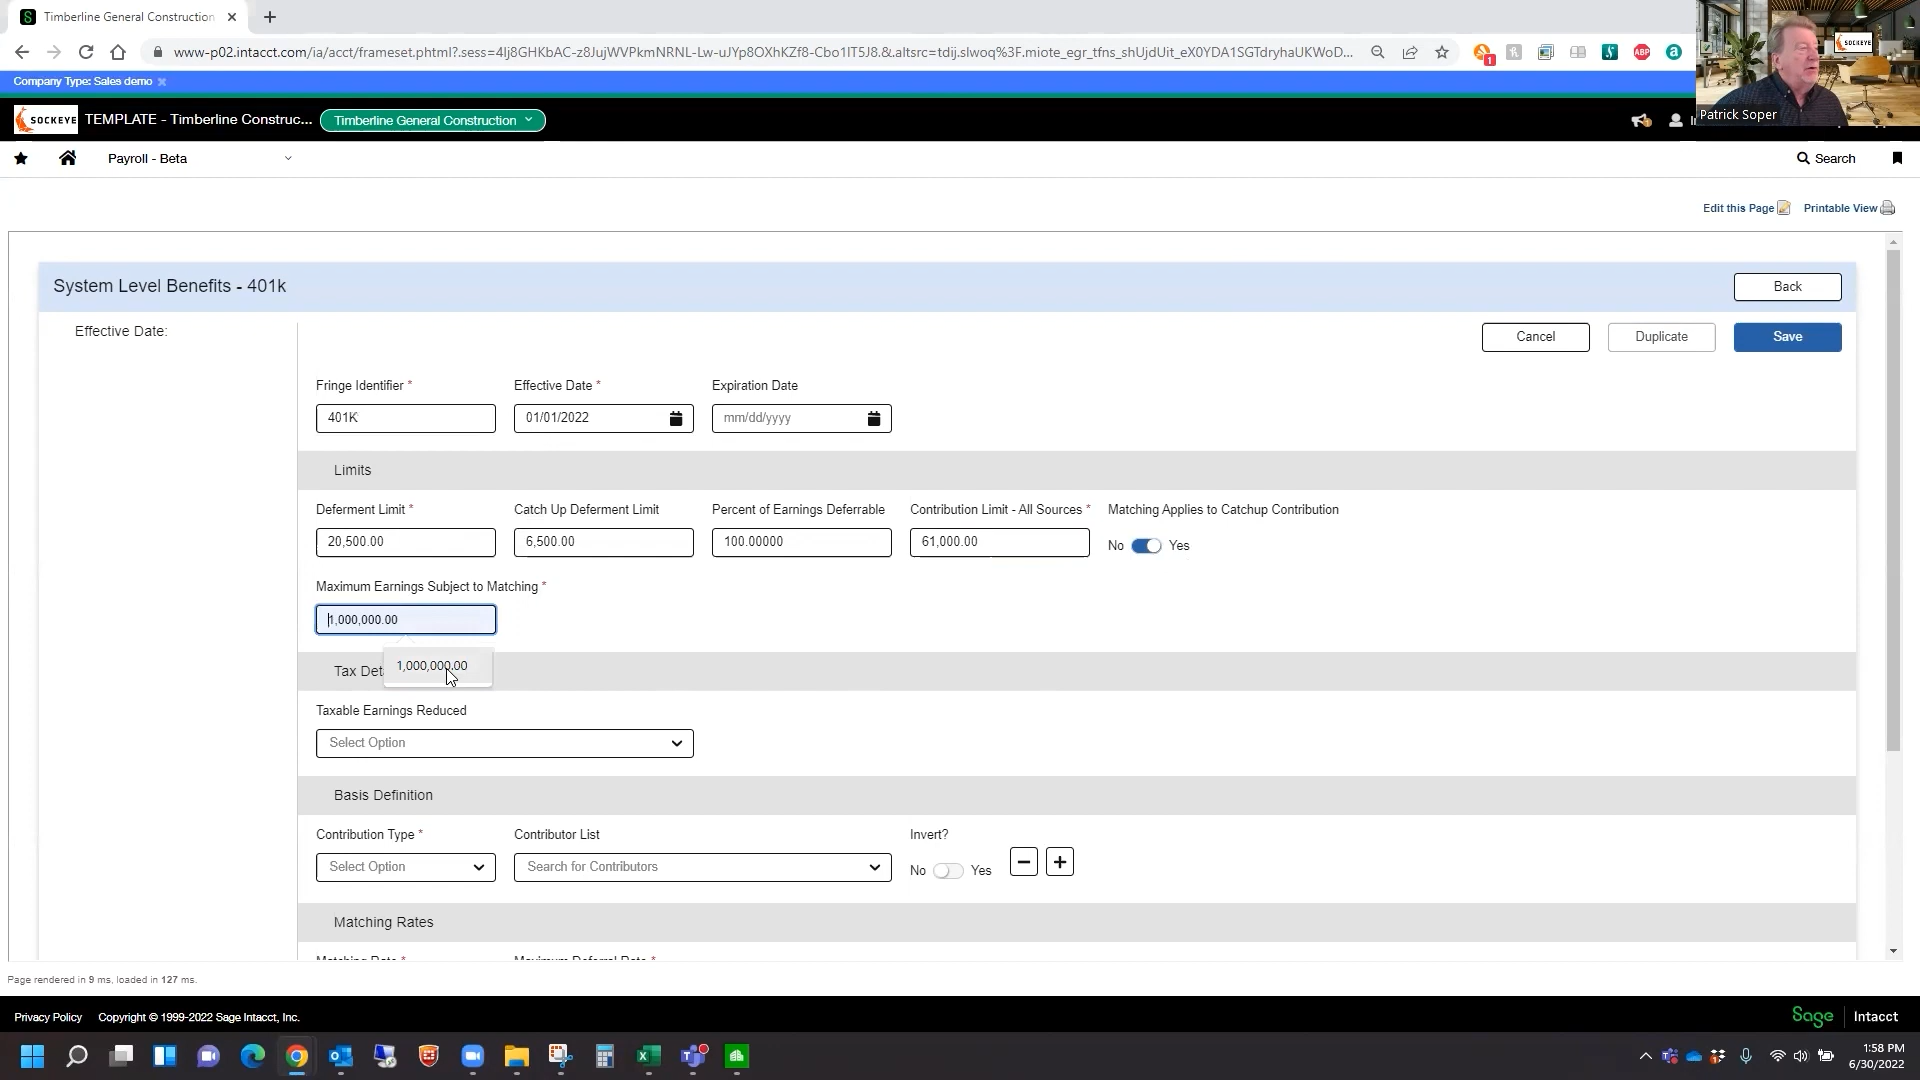 Timberline General Construction
www-p02.intacct.com/ia/acct/frameset.phtml?.sess=4Ij8GHKbAC-z8JujWVPkmNRNL-Lw-uJYp8OXhKZf8-Cbo1IT5J8.&.altsrc=tdij.slwoq%3F.miote_egr_tfns_shUjdUit_eX0YDA1SGTdryhaUKWoD...
Company Type: Sales demo
SOCKEYE TEMPLATE - Timberline Construc... Timberline General Construction
SOCKEYE
Patrick Soper
Payroll - Beta
Search
Edit this Page Printable View
System Level Benefits - 401k
Back
Effective Date:
Cancel Duplicate Save
Fringe Identifier * Effective Date * Expiration Date
401K 01/01/2022 mm/dd/yyyy
Limits
Deferment Limit * Catch Up Deferment Limit Percent of Earnings Deferrable Contribution Limit - All Sources * Matching Applies to Catchup Contribution
20,500.00 6,500.00 100.00000 61,000.00 No Yes
Maximum Earnings Subject to Matching *
1,000,000.00
1,000,000.00
Tax Det
Taxable Earnings Reduced
Select Option
Basis Definition
Contribution Type * Contributor List Invert?
Select Option Search for Contributors No Yes
Matching Rates
Matching Rate * Maximum Deferral Rate *
Page rendered in 9 ms, loaded in 127 ms.
Privacy Policy Copyright © 1999-2022 Sage Intacct, Inc.
Sage Intacct
1:58 PM
6/30/2022